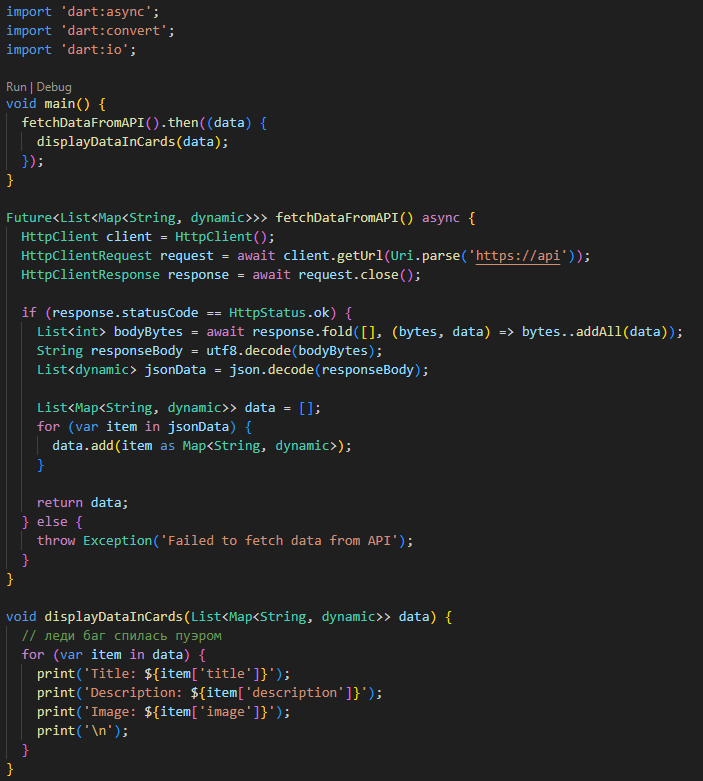 import 'dart:async';
import 'dart:convert';
import 'dart:io';

Run | Debug
void main() {
  fetchDataFromAPI().then((data) {
    displayDataInCards(data);
  });
}

Future<List<Map<String, dynamic>>> fetchDataFromAPI() async {
  HttpClient client = HttpClient();
  HttpClientRequest request = await client.getUrl(Uri.parse('https://api'));
  HttpClientResponse response = await request.close();

  if (response.statusCode == HttpStatus.ok) {
    List<int> bodyBytes = await response.fold([], (bytes, data) => bytes..addAll(data));
    String responseBody = utf8.decode(bodyBytes);
    List<dynamic> jsonData = json.decode(responseBody);

    List<Map<String, dynamic>> data = [];
    for (var item in jsonData) {
      data.add(item as Map<String, dynamic>);
    }

    return data;
  } else {
    throw Exception('Failed to fetch data from API');
  }
}

void displayDataInCards(List<Map<String, dynamic>> data) {
  // леди баг спилась пуэром
  for (var item in data) {
    print('Title: ${item['title']}');
    print('Description: ${item['description']}');
    print('Image: ${item['image']}');
    print('\n');
  }
}